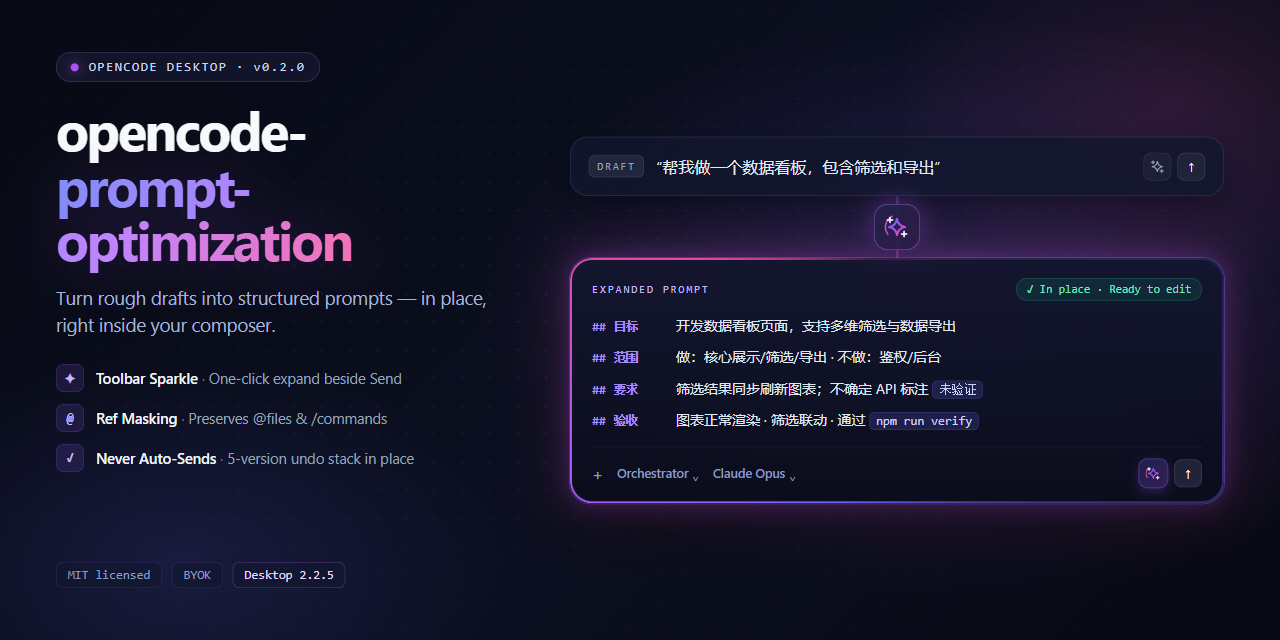 OPENCODE DESKTOP · v0.2.0
opencode-
prompt-
optimization
Turn rough drafts into structured prompts — in place,
right inside your composer.
Toolbar Sparkle · One-click expand beside Send
@ Ref Masking · Preserves @files & /commands
✓ Never Auto-Sends · 5-version undo stack in place
MIT licensed BYOK Desktop 2.2.5
DRAFT “帮我做一个数据看板，包含筛选和导出” ↑
EXPANDED PROMPT ✓ In place · Ready to edit
## 目标 开发数据看板页面，支持多维筛选与数据导出
## 范围 做：核心展示/筛选/导出 · 不做：鉴权/后台
## 要求 筛选结果同步刷新图表；不确定 API 标注 未验证
## 验收 图表正常渲染 · 筛选联动 · 通过 npm run verify
+ Orchestrator Claude Opus ↑